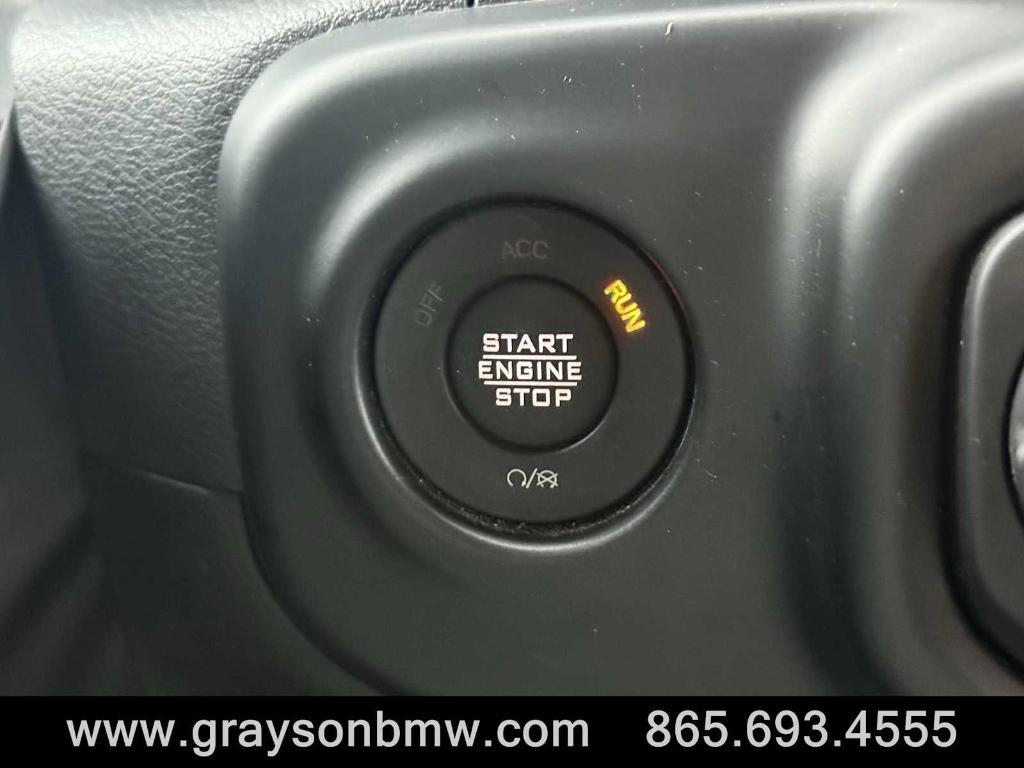 ACC
OFF
RUN
START
ENGINE
STOP
www.graysonbmw.com 865.693.4555